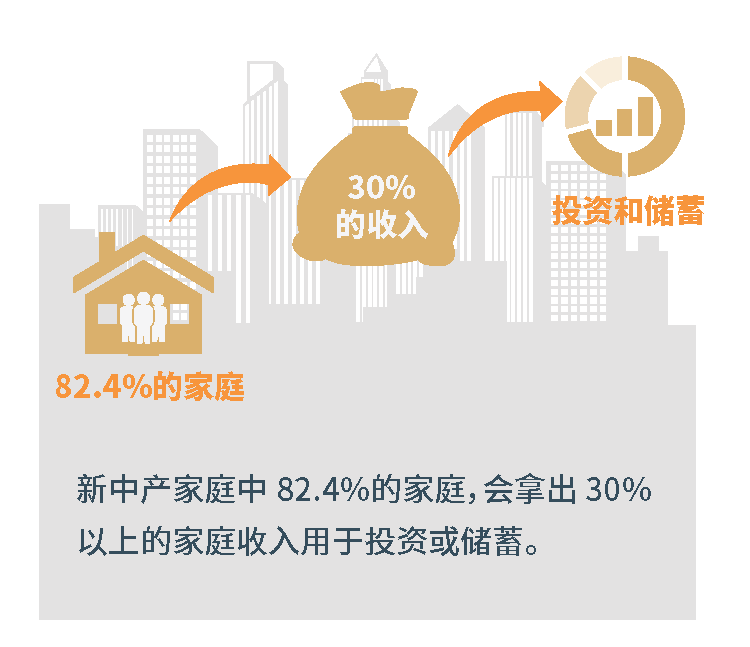 30%
的收入
投资和储蓄
82.4%的家庭
新中产家庭中 82.4%的家庭，会拿出 30%
以上的家庭收入用于投资或储蓄。